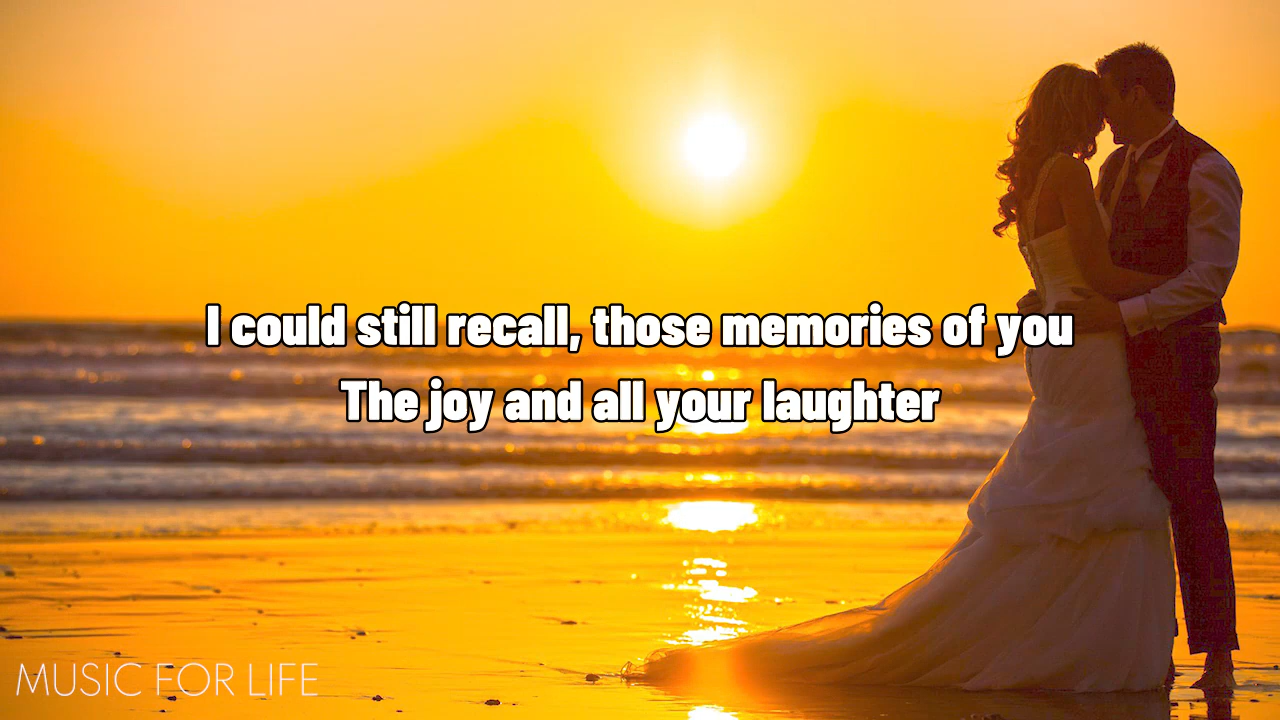 I could still recall, those memories of you
The joy and all your laughter
MUSIC FOR LIFE